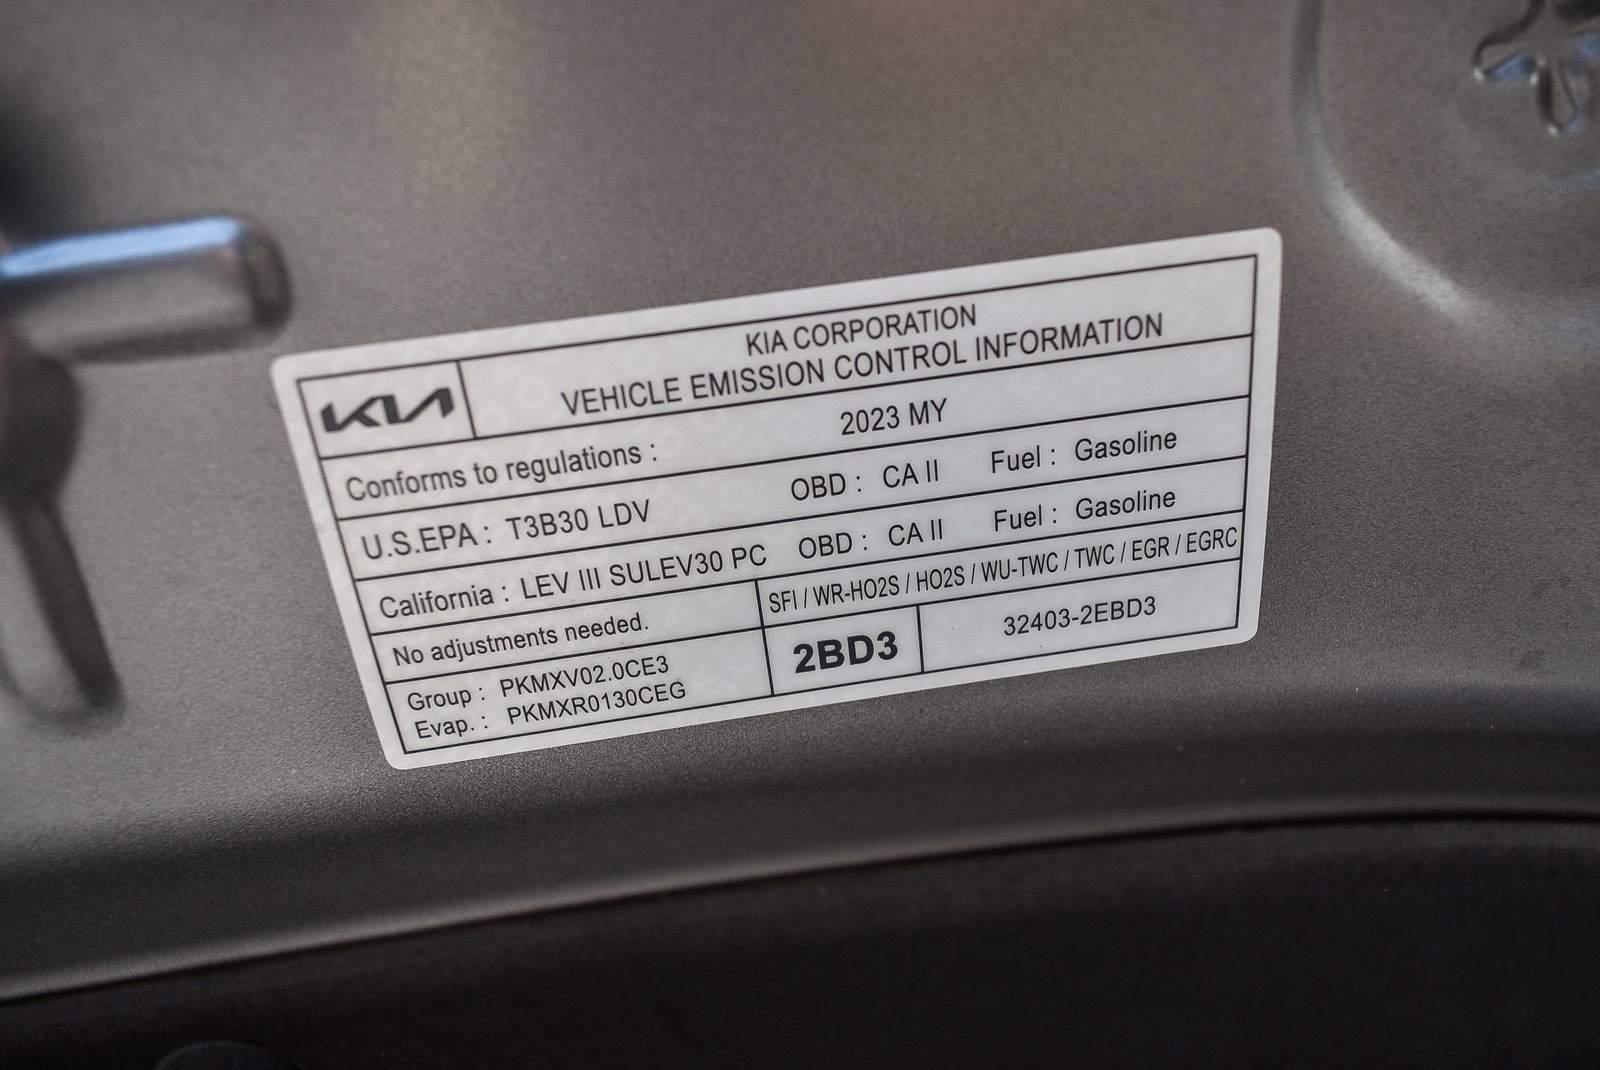 KIA
KIA CORPORATION
VEHICLE EMISSION CONTROL INFORMATION
Conforms to regulations : 2023 MY
U.S.EPA : T3B30 LDV OBD : CA II Fuel : Gasoline
California : LEV III SULEV30 PC OBD : CA II Fuel : Gasoline
No adjustments needed. SFI / WR-HO2S / HO2S / WU-TWC / TWC / EGR / EGRC
Group : PKMXV02.0CE3
Evap. : PKMXR0130CEG
2BD3
32403-2EBD3